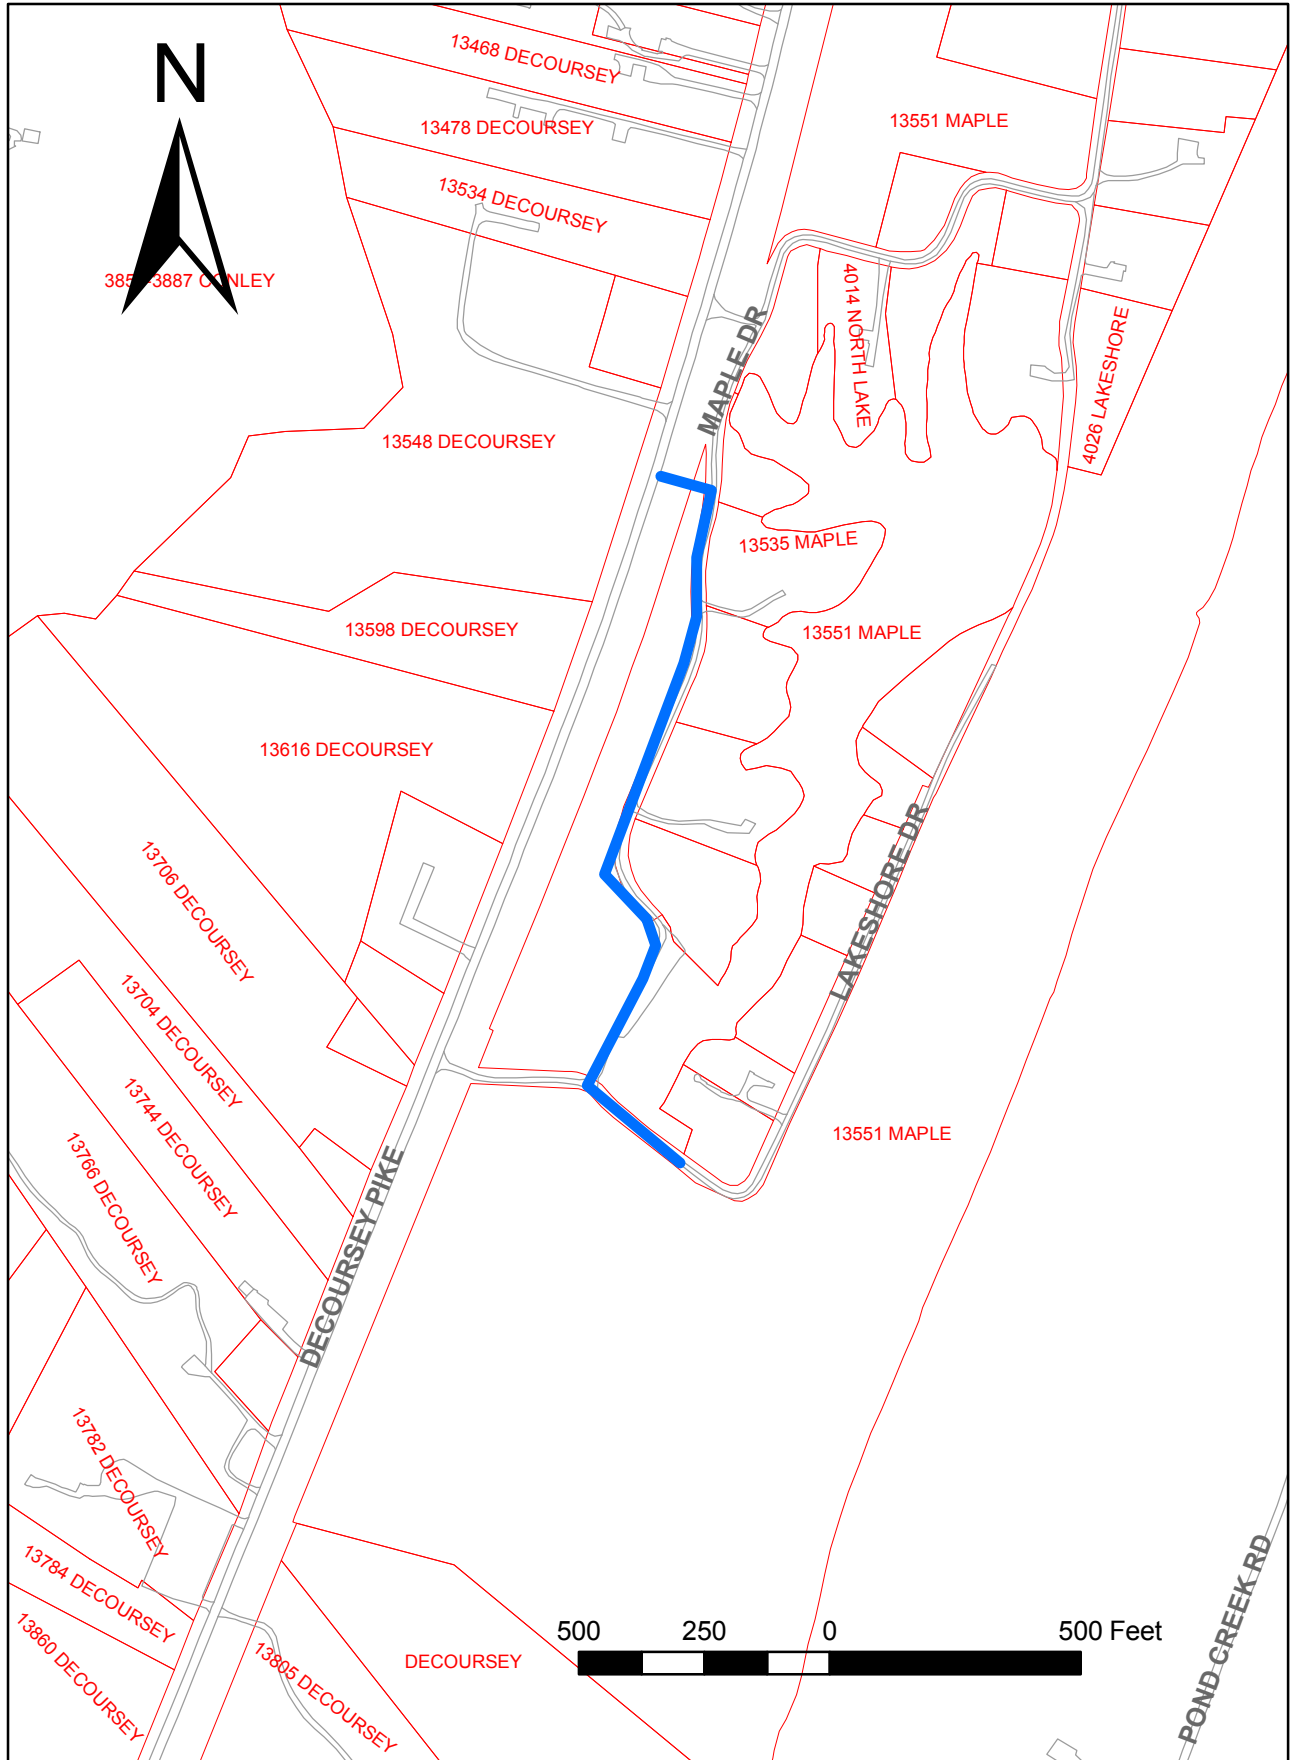 N
13468 DECOURSEY
13478 DECOURSEY
13551 MAPLE
13534 DECOURSEY
CONLEY
4014 NORTH LAKE
MAPLE DR
4026 LAKESHORE
13548 DECOURSEY
13535 MAPLE
13598 DECOURSEY
13551 MAPLE
13616 DECOURSEY
13706 DECOURSEY
LAKESHORE DR
13704 DECOURSEY
13744 DECOURSEY
13551 MAPLE
13766 DECOURSEY
DECOURSEY PIKE
13782 DECOURSEY
13784 DECOURSEY
13860 DECOURSEY
13805 DECOURSEY
DECOURSEY
500 250 0 500 Feet
POND CREEK RD